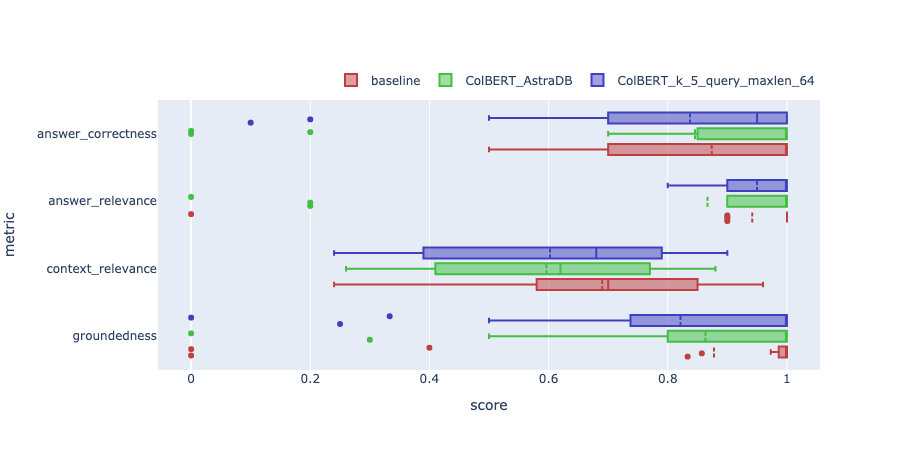 baseline ColBERT_AstraDB ColBERT_k_5_query_maxlen_64
metric
answer_correctness
answer_relevance
context_relevance
groundedness
0 0.2 0.4 0.6 0.8 1
score